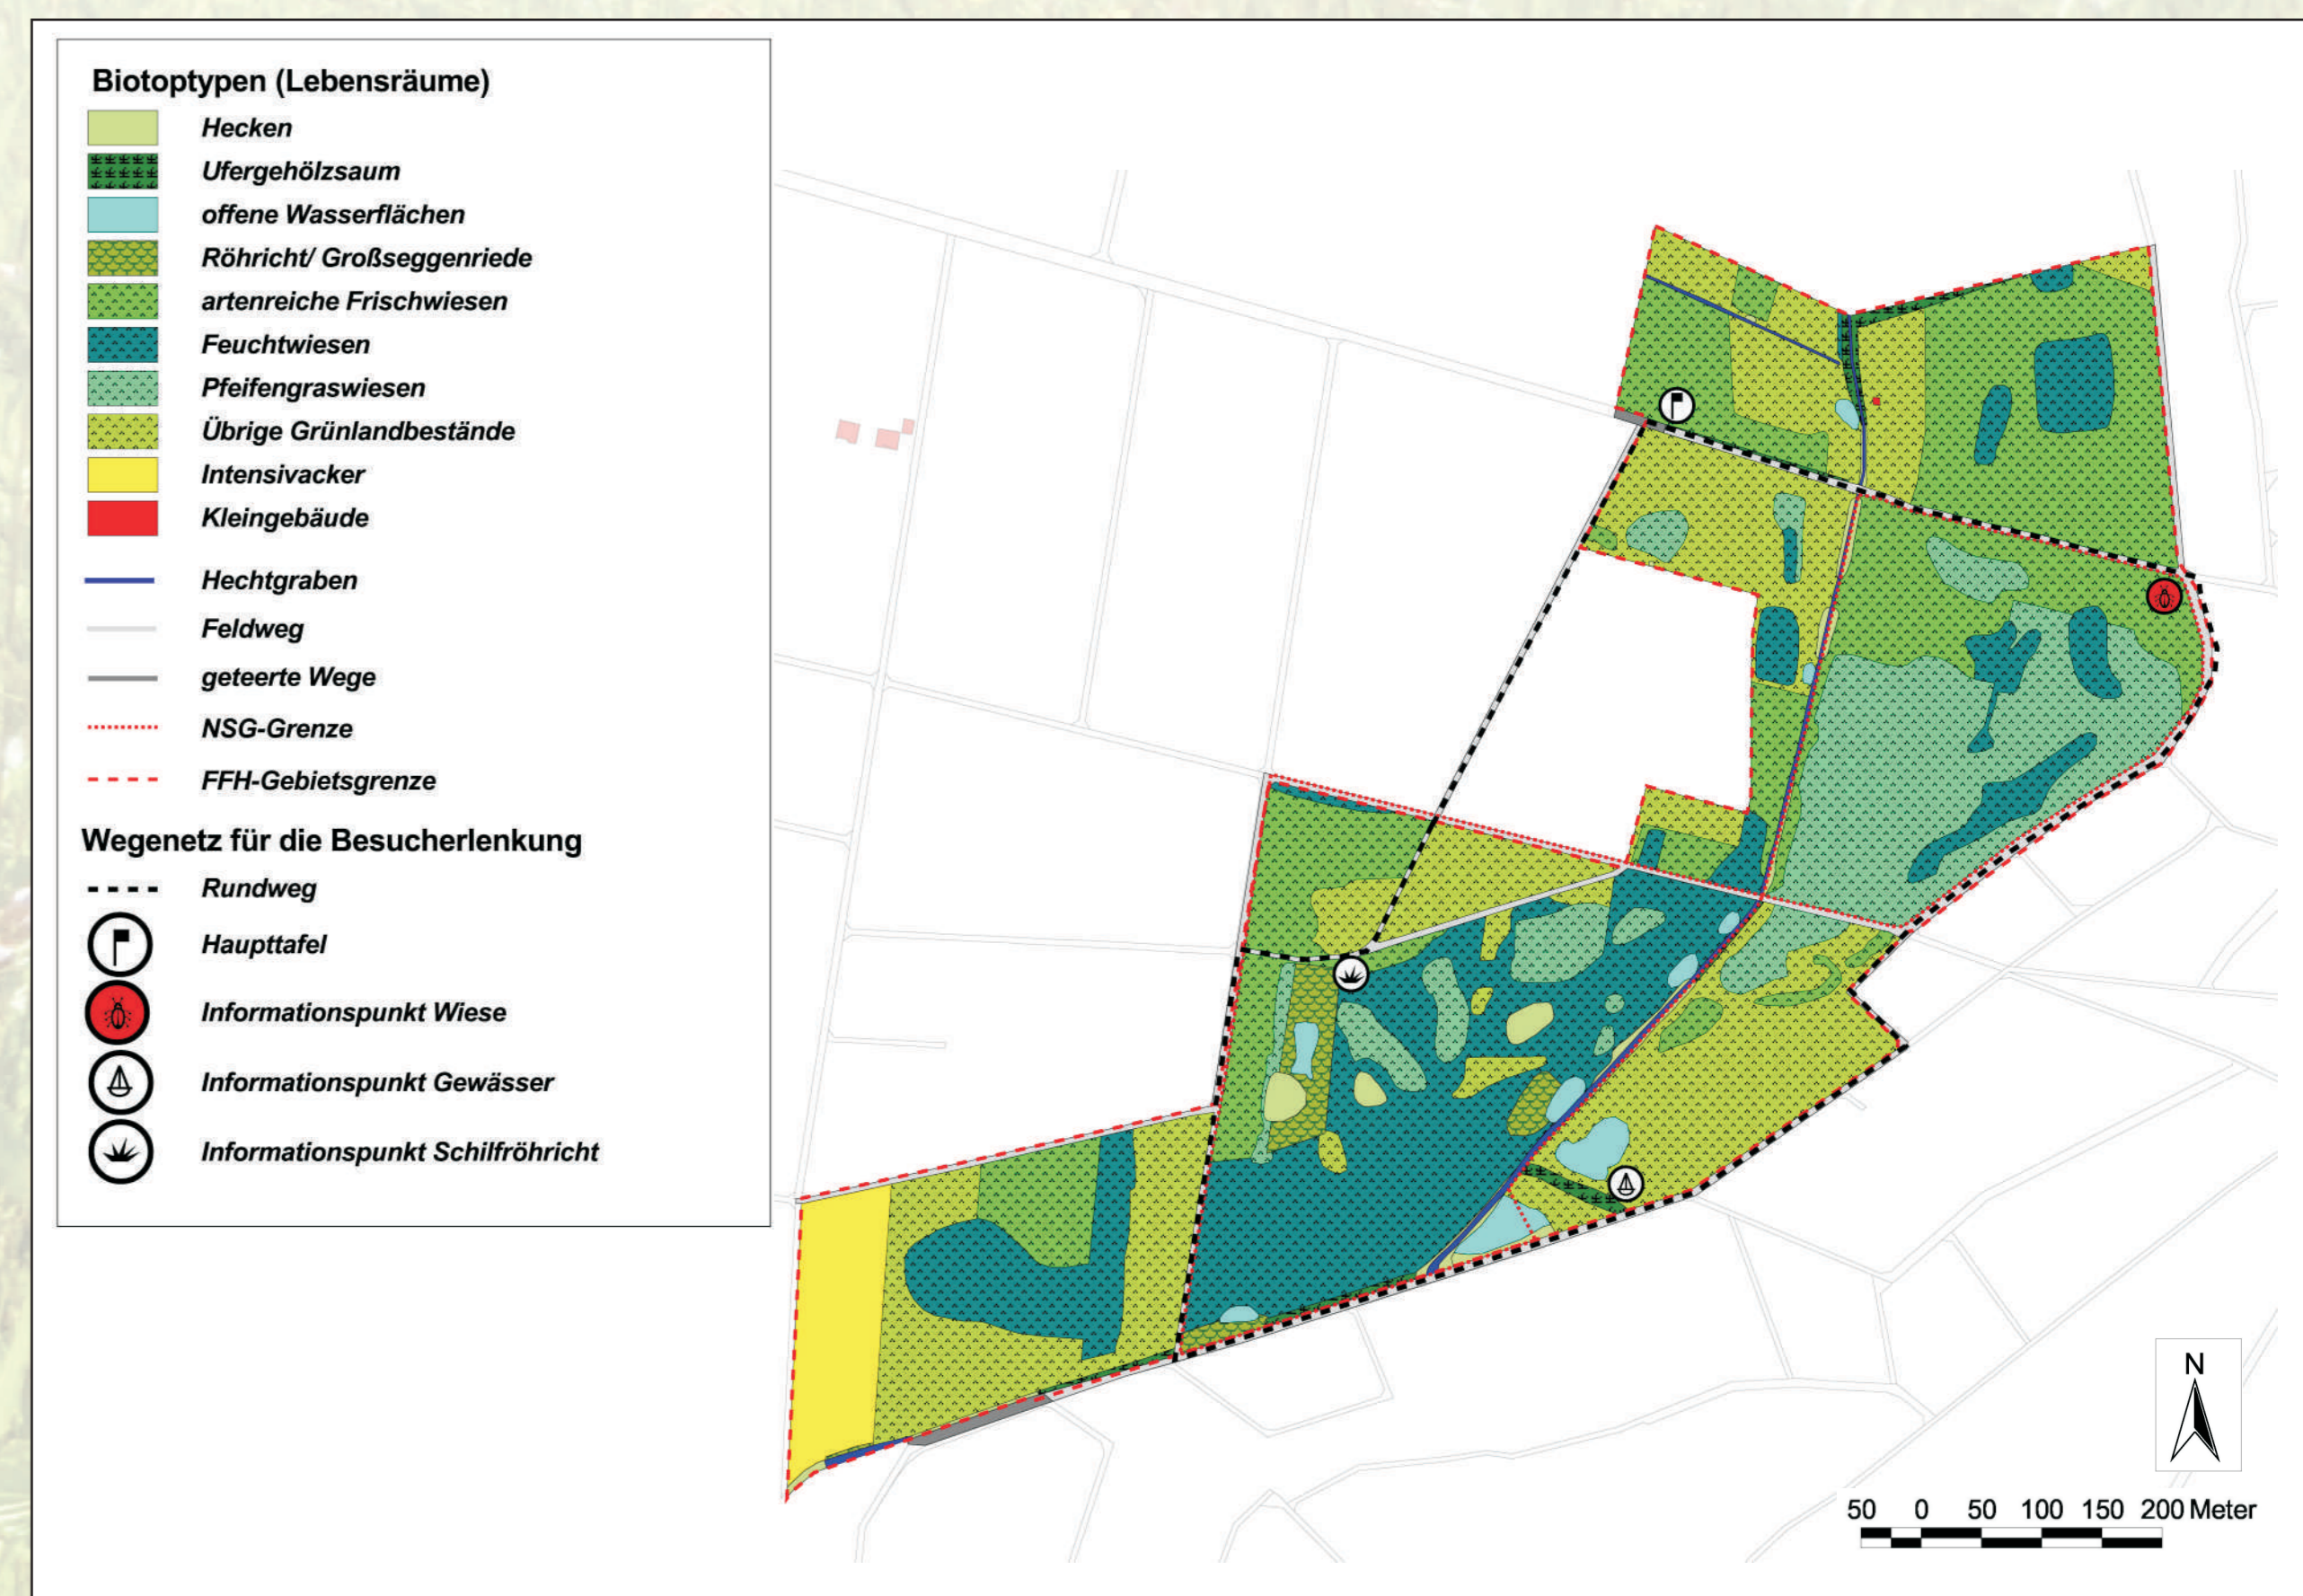 Biotoptypen (Lebensräume)
Hecken
Ufergehölzsaum
offene Wasserflächen
Röhricht/ Großseggenriede
artenreiche Frischwiesen
Feuchtwiesen
Pfeifengraswiesen
Übrige Grünlandbestände
Intensivacker
Kleingebäude
Hechtgraben
Feldweg
geteerte Wege
NSG-Grenze
FFH-Gebietsgrenze
Wegenetz für die Besucherlenkung
Rundweg
Haupttafel
Informationspunkt Wiese
Informationspunkt Gewässer
Informationspunkt Schilfröhricht
N
50 0 50 100 150 200 Meter